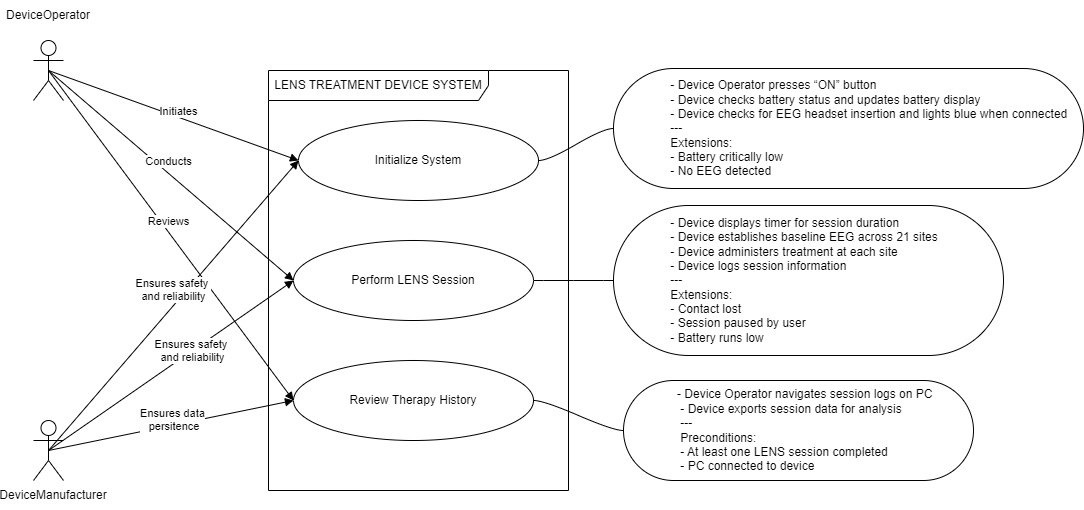 DeviceOperator
LENS TREATMENT DEVICE SYSTEM
Initiates
Conducts
Reviews
Ensures safety
and reliability
Ensures safety
and reliability
Ensures data
persitence
DeviceManufacturer
Initialize System
Perform LENS Session
Review Therapy History
- Device Operator presses “ON” button
- Device checks battery status and updates battery display
- Device checks for EEG headset insertion and lights blue when connected
---
Extensions:
- Battery critically low
- No EEG detected
- Device displays timer for session duration
- Device establishes baseline EEG across 21 sites
- Device administers treatment at each site
- Device logs session information
---
Extensions:
- Contact lost
- Session paused by user
- Battery runs low
- Device Operator navigates session logs on PC
- Device exports session data for analysis
---
Preconditions:
- At least one LENS session completed
- PC connected to device